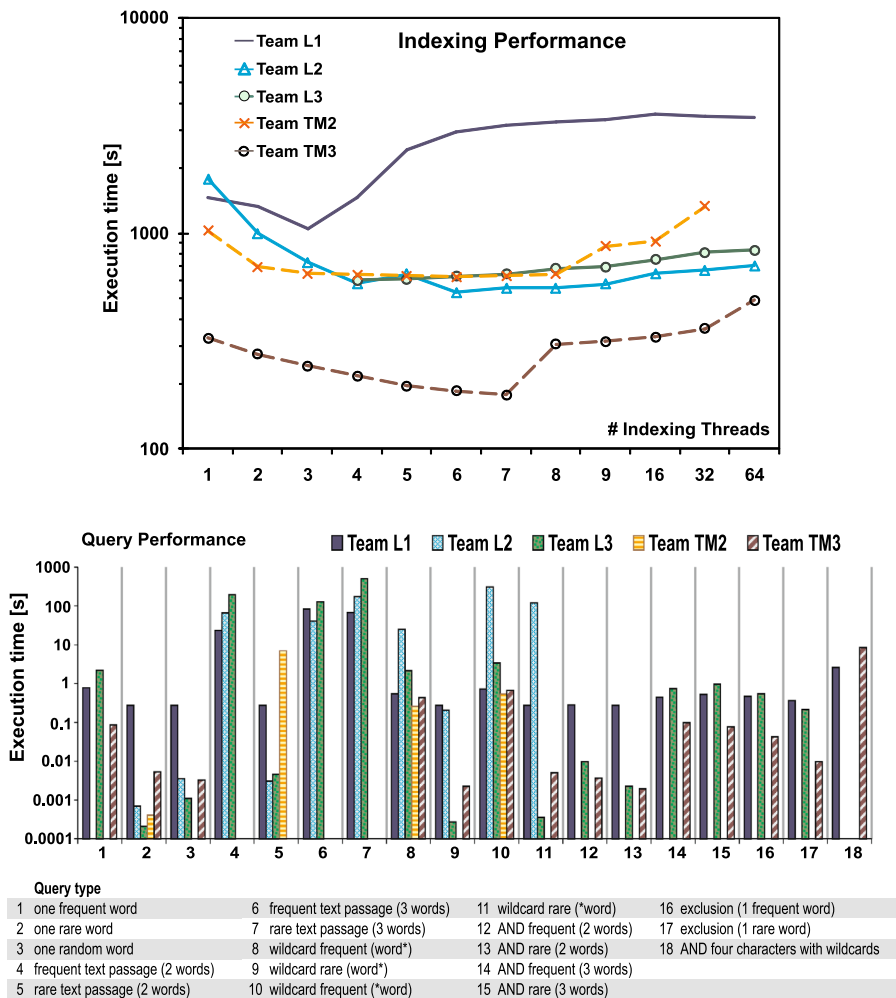 Indexing Performance
Team L1
Team L2
Team L3
Team TM2
Team TM3
Execution time [s]
10000
1000
100
# Indexing Threads
1 2 3 4 5 6 7 8 9 16 32 64
Query Performance
Team L1 Team L2 Team L3 Team TM2 Team TM3
Execution time [s]
1000
100
10
1
0.1
0.01
0.001
0.0001
1 2 3 4 5 6 7 8 9 10 11 12 13 14 15 16 17 18
Query type
1 one frequent word
2 one rare word
3 one random word
4 frequent text passage (2 words)
5 rare text passage (2 words)
6 frequent text passage (3 words)
7 rare text passage (3 words)
8 wildcard frequent (word*)
9 wildcard rare (word*)
10 wildcard frequent (*word)
11 wildcard rare (*word)
12 AND frequent (2 words)
13 AND rare (2 words)
14 AND frequent (3 words)
15 AND rare (3 words)
16 exclusion (1 frequent word)
17 exclusion (1 rare word)
18 AND four characters with wildcards